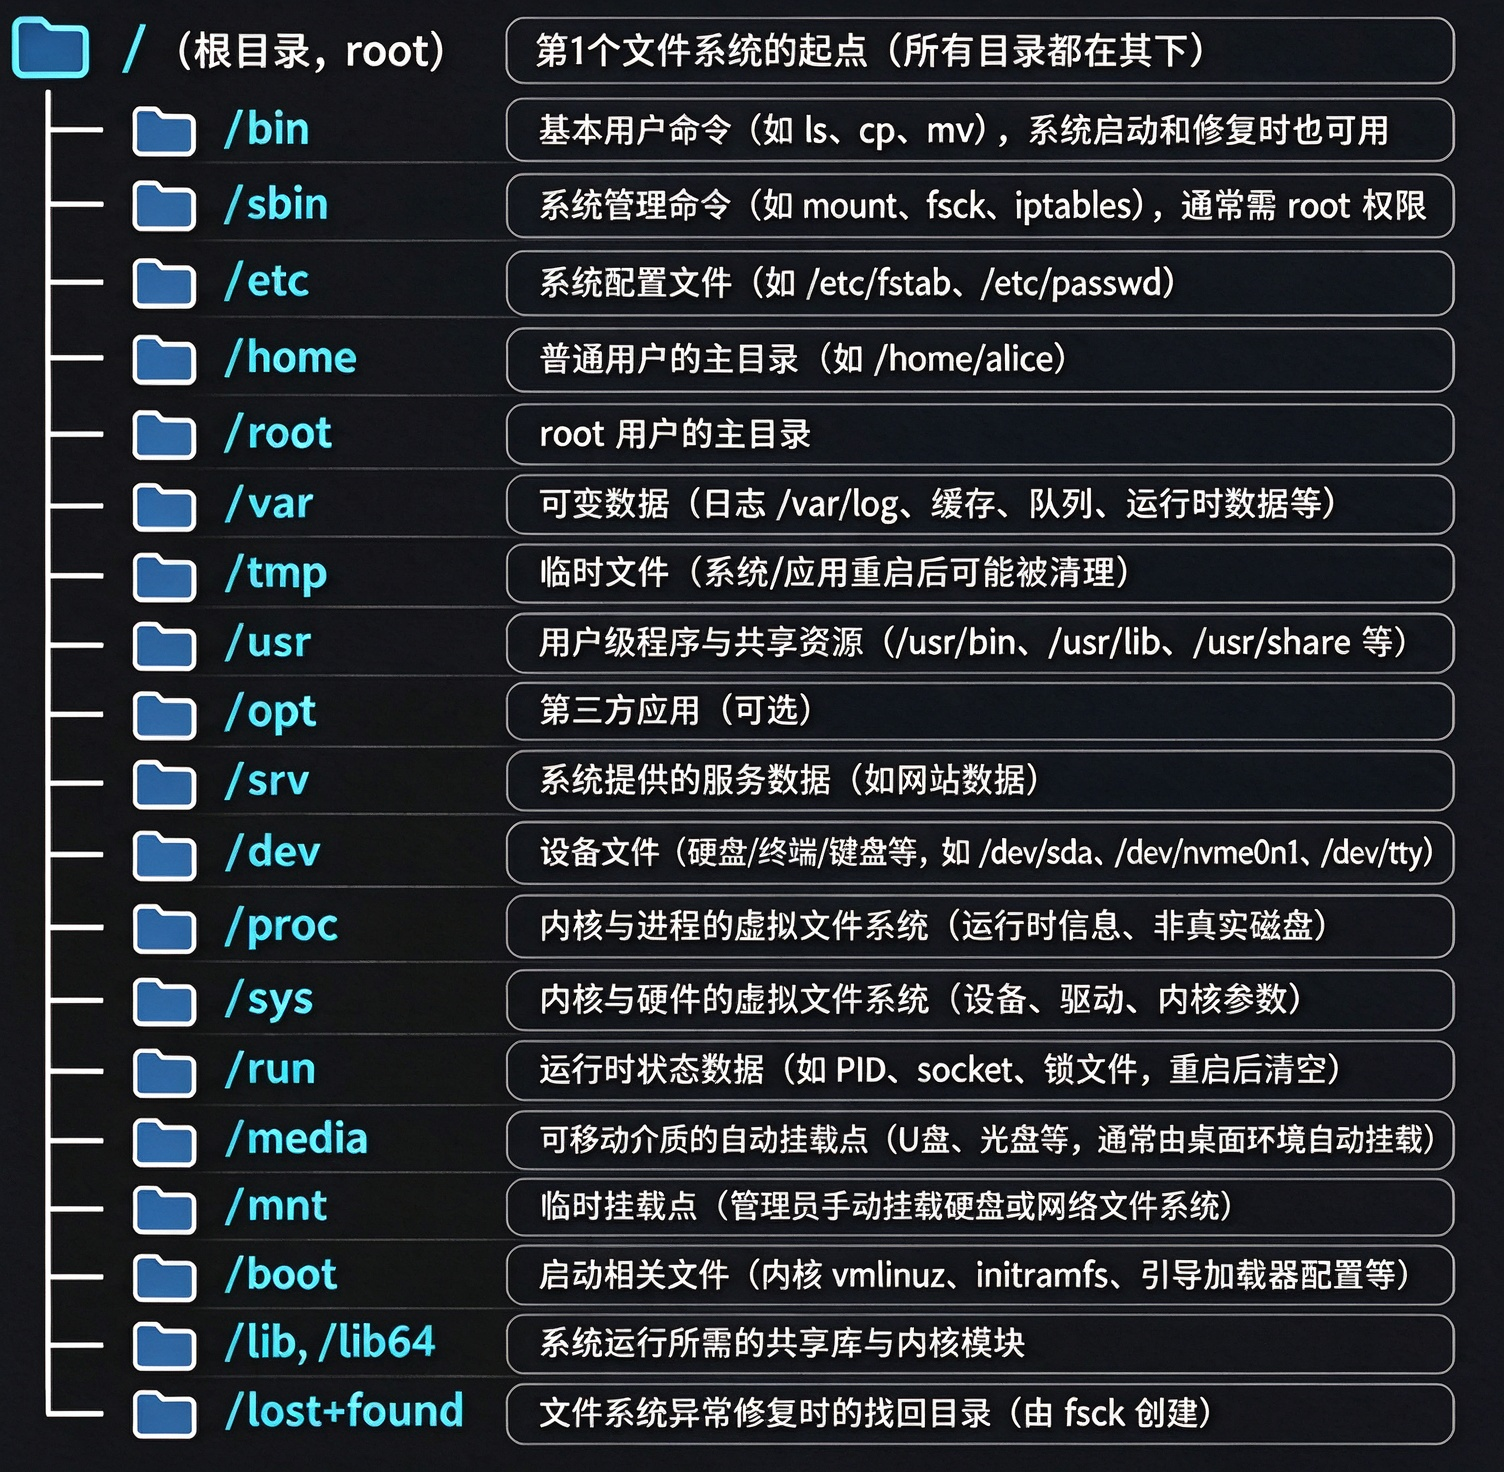 / （根目录，root） 第1个文件系统的起点（所有目录都在其下）
/bin 基本用户命令（如 ls、cp、mv），系统启动和修复时也可用
/sbin 系统管理命令（如 mount、fsck、iptables），通常需 root 权限
/etc 系统配置文件（如 /etc/fstab、/etc/passwd）
/home 普通用户的主目录（如 /home/alice）
/root root 用户的主目录
/var 可变数据（日志 /var/log、缓存、队列、运行时数据等）
/tmp 临时文件（系统/应用重启后可能被清理）
/usr 用户级程序与共享资源（/usr/bin、/usr/lib、/usr/share 等）
/opt 第三方应用（可选）
/srv 系统提供的服务数据（如网站数据）
/dev 设备文件（硬盘/终端/键盘等，如 /dev/sda、/dev/nvme0n1、/dev/tty）
/proc 内核与进程的虚拟文件系统（运行时信息、非真实磁盘）
/sys 内核与硬件的虚拟文件系统（设备、驱动、内核参数）
/run 运行时状态数据（如 PID、socket、锁文件，重启后清空）
/media 可移动介质的自动挂载点（U盘、光盘等，通常由桌面环境自动挂载）
/mnt 临时挂载点（管理员手动挂载硬盘或网络文件系统）
/boot 启动相关文件（内核 vmlinuz、initramfs、引导加载器配置等）
/lib, /lib64 系统运行所需的共享库与内核模块
/lost+found 文件系统异常修复时的找回目录（由 fsck 创建）